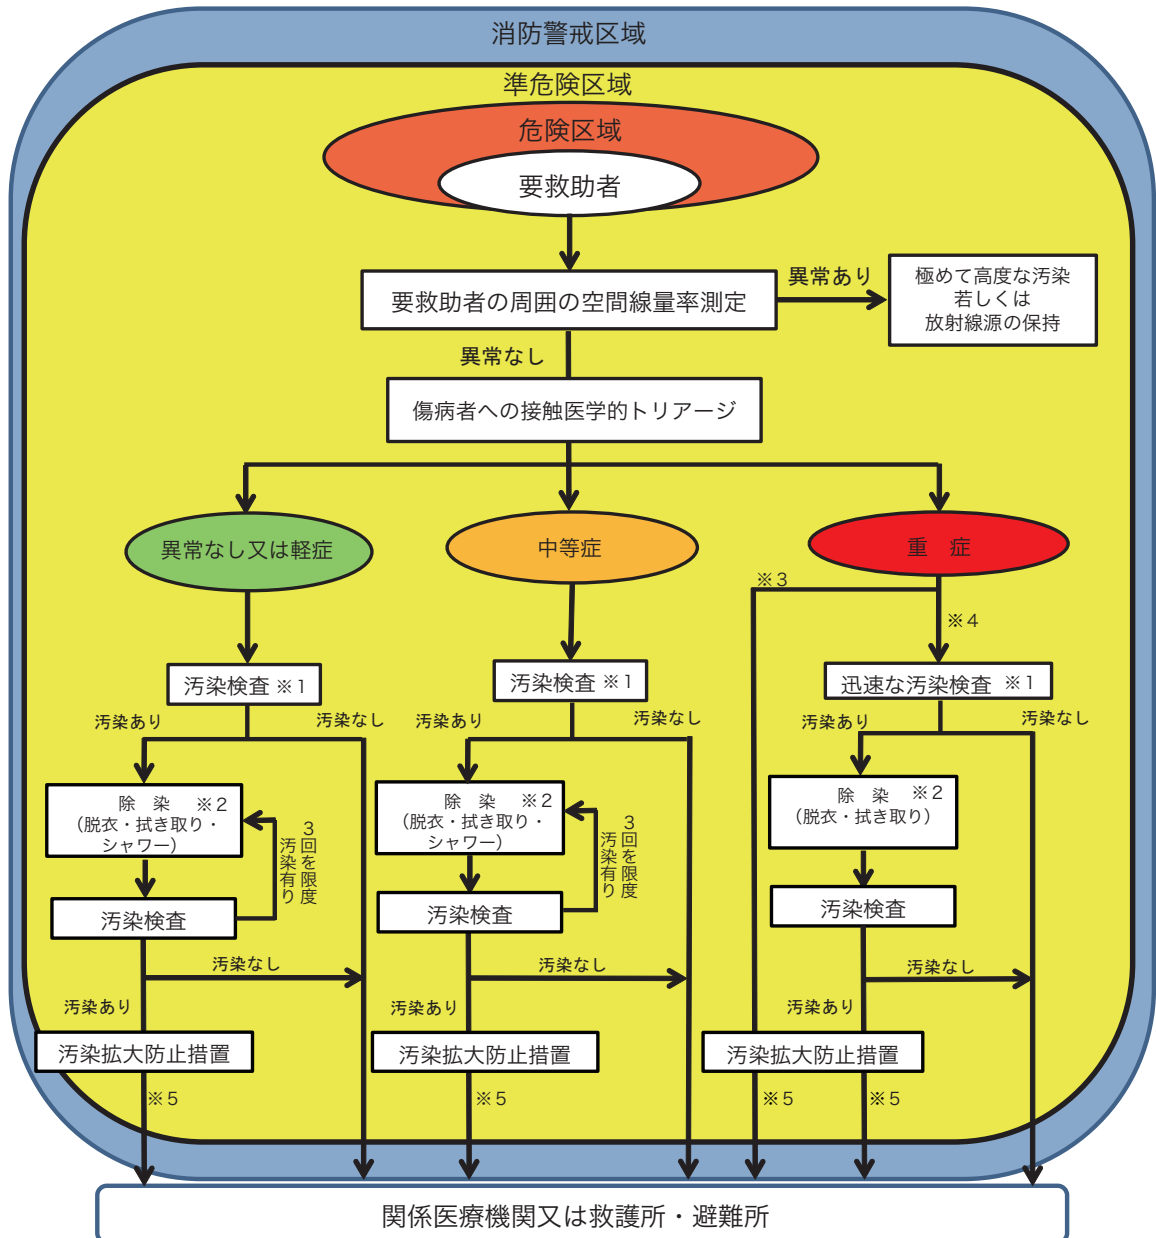 消防警戒区域
準危険区域
危険区域
要救助者
要救助者の周囲の空間線量率測定
異常あり
極めて高度な汚染
若しくは
放射線源の保持
異常なし
傷病者への接触医学的トリアージ
異常なし又は軽症
中等症
重　症
※３
※４
汚染検査 ※１
汚染検査 ※１
迅速な汚染検査 ※１
汚染あり
汚染なし
汚染あり
汚染なし
汚染あり
汚染なし
除　染　※２
（脱衣・拭き取り・
シャワー）
３回を限度
汚染有り
除　染　※２
（脱衣・拭き取り・
シャワー）
３回を限度
汚染有り
除　染　※２
（脱衣・拭き取り）
汚染検査
汚染検査
汚染検査
汚染なし
汚染なし
汚染なし
汚染あり
汚染あり
汚染あり
汚染拡大防止措置
汚染拡大防止措置
汚染拡大防止措置
※５
※５
※５
※５
関係医療機関又は救護所・避難所